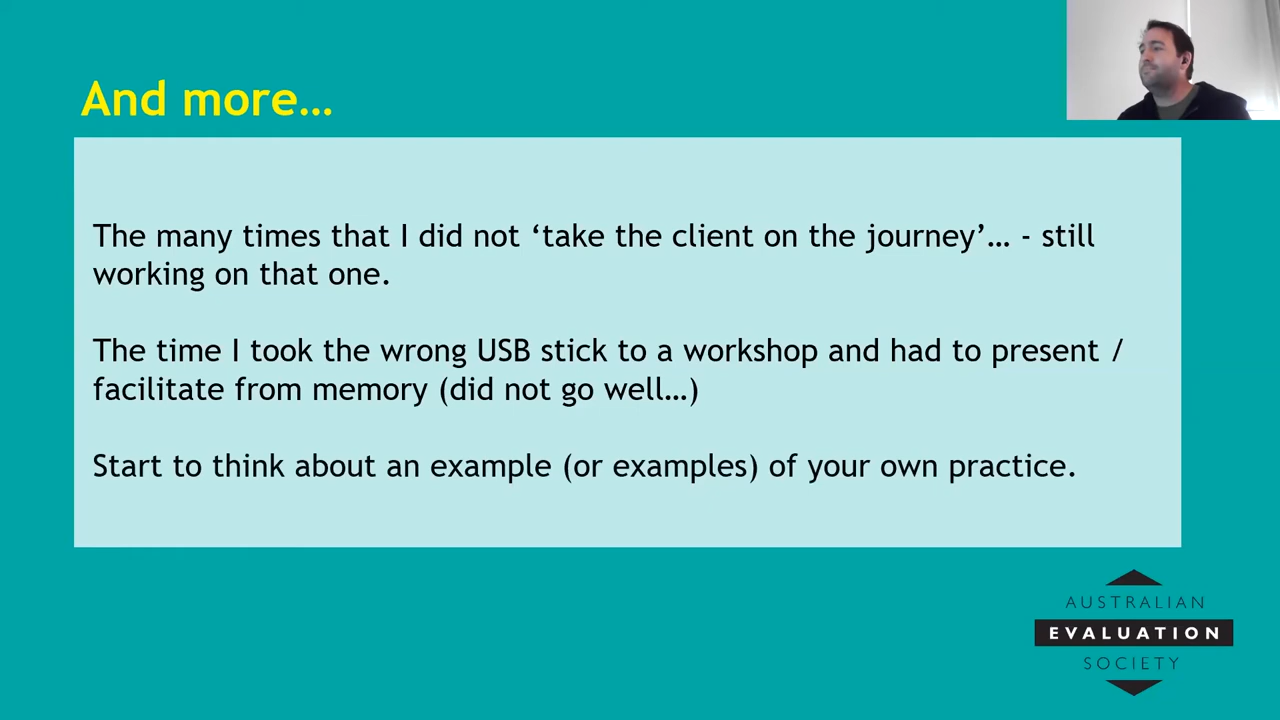 And more…
The many times that I did not ‘take the client on the journey’… - still
working on that one.
The time I took the wrong USB stick to a workshop and had to present /
facilitate from memory (did not go well…)
Start to think about an example (or examples) of your own practice.
AUSTRALIAN
EVALUATION
SOCIETY